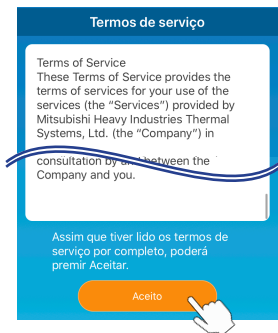 Termos de serviço
Terms of Service
These Terms of Service provides the
terms of services for your use of the
services (the “Services”) provided by
Mitsubishi Heavy Industries Thermal
Systems, Ltd. (the “Company”) in
consultation by and between the
Company and you.
Assim que tiver lido os termos de
serviço por completo, poderá
premir Aceitar.
Aceito